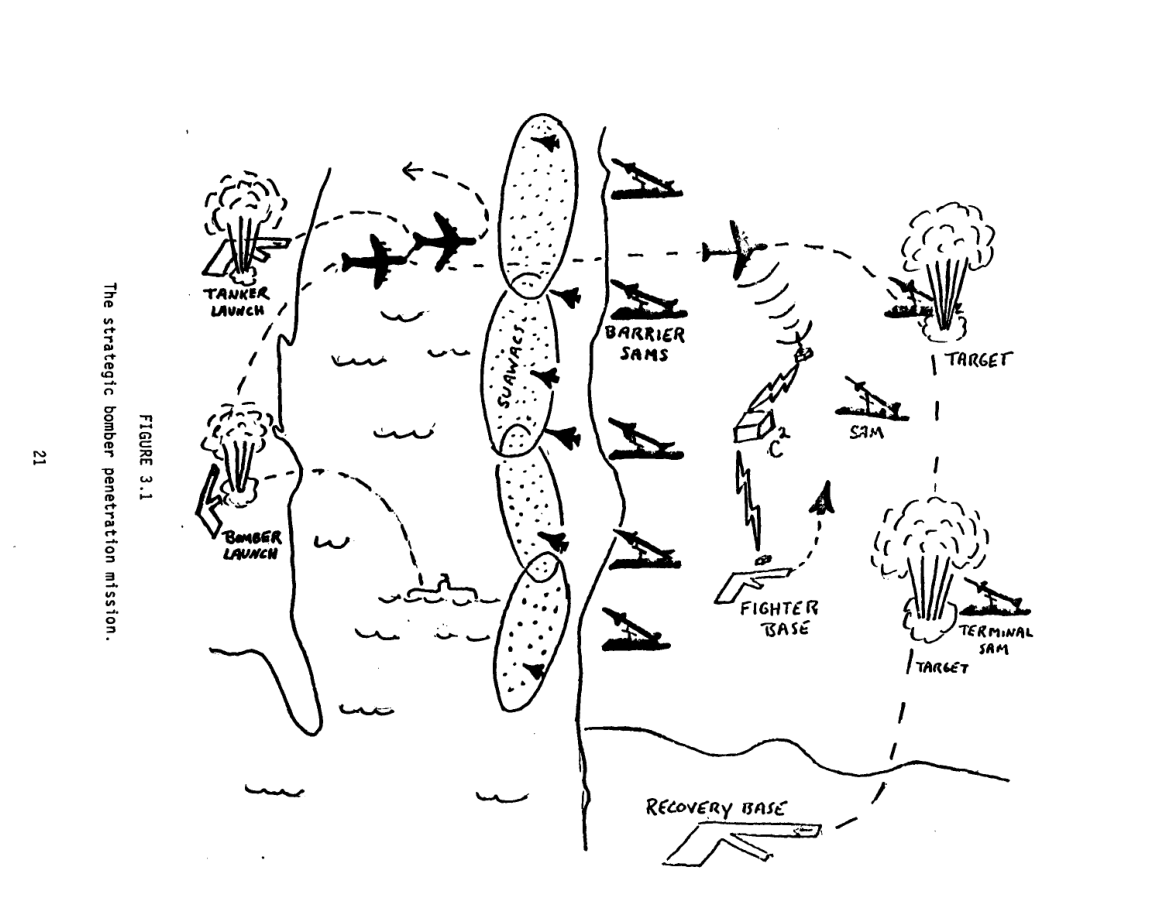 TANKER
LAUNCH
BOMBER
LAUNCH
SUAWACS
BARRIER
SAMS
C²
SAM
TARGET
FIGHTER
BASE
TERMINAL
SAM
TARGET
RECOVERY BASE
FIGURE 3.1
The strategic bomber penetration mission.
21